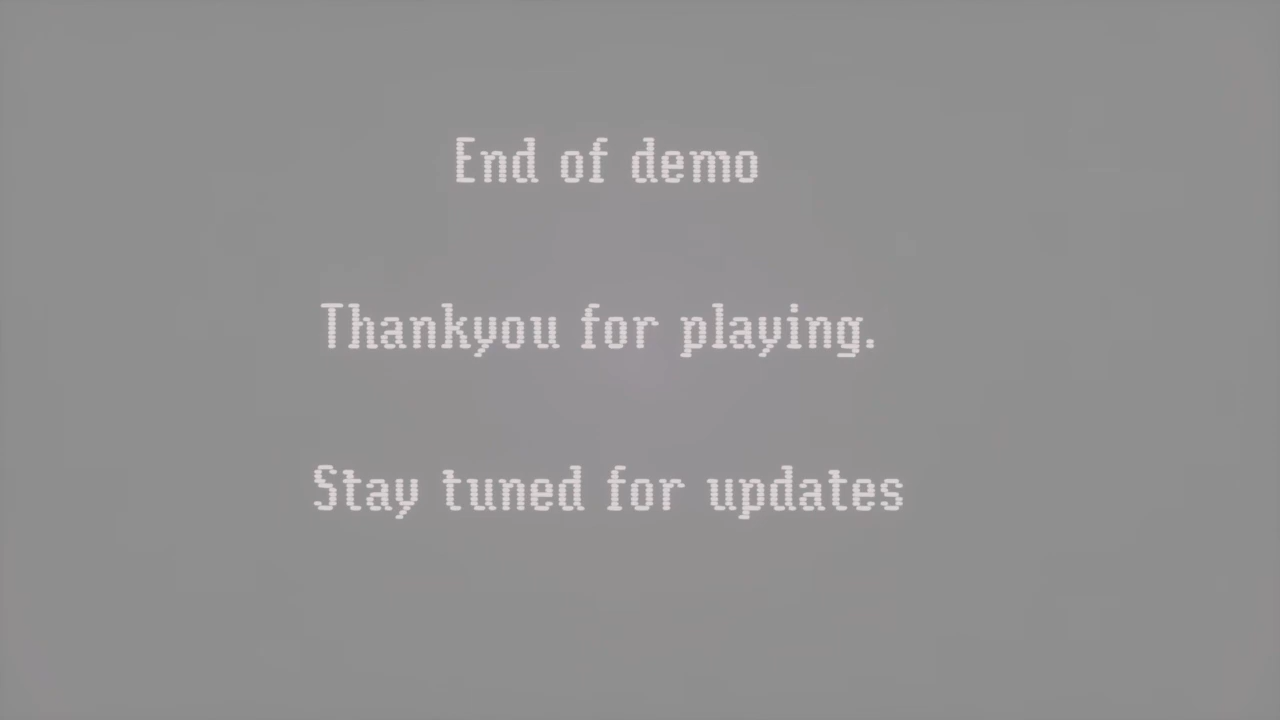 End of demo
Thankyou for playing.
Stay tuned for updates